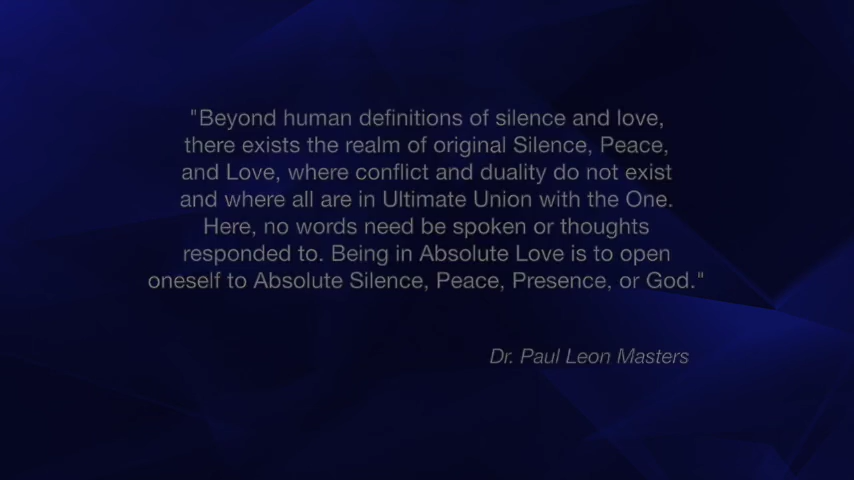 "Beyond human definitions of silence and love,
there exists the realm of original Silence, Peace,
and Love, where conflict and duality do not exist
and where all are in Ultimate Union with the One.
Here, no words need be spoken or thoughts
responded to. Being in Absolute Love is to open
oneself to Absolute Silence, Peace, Presence, or God."
Dr. Paul Leon Masters